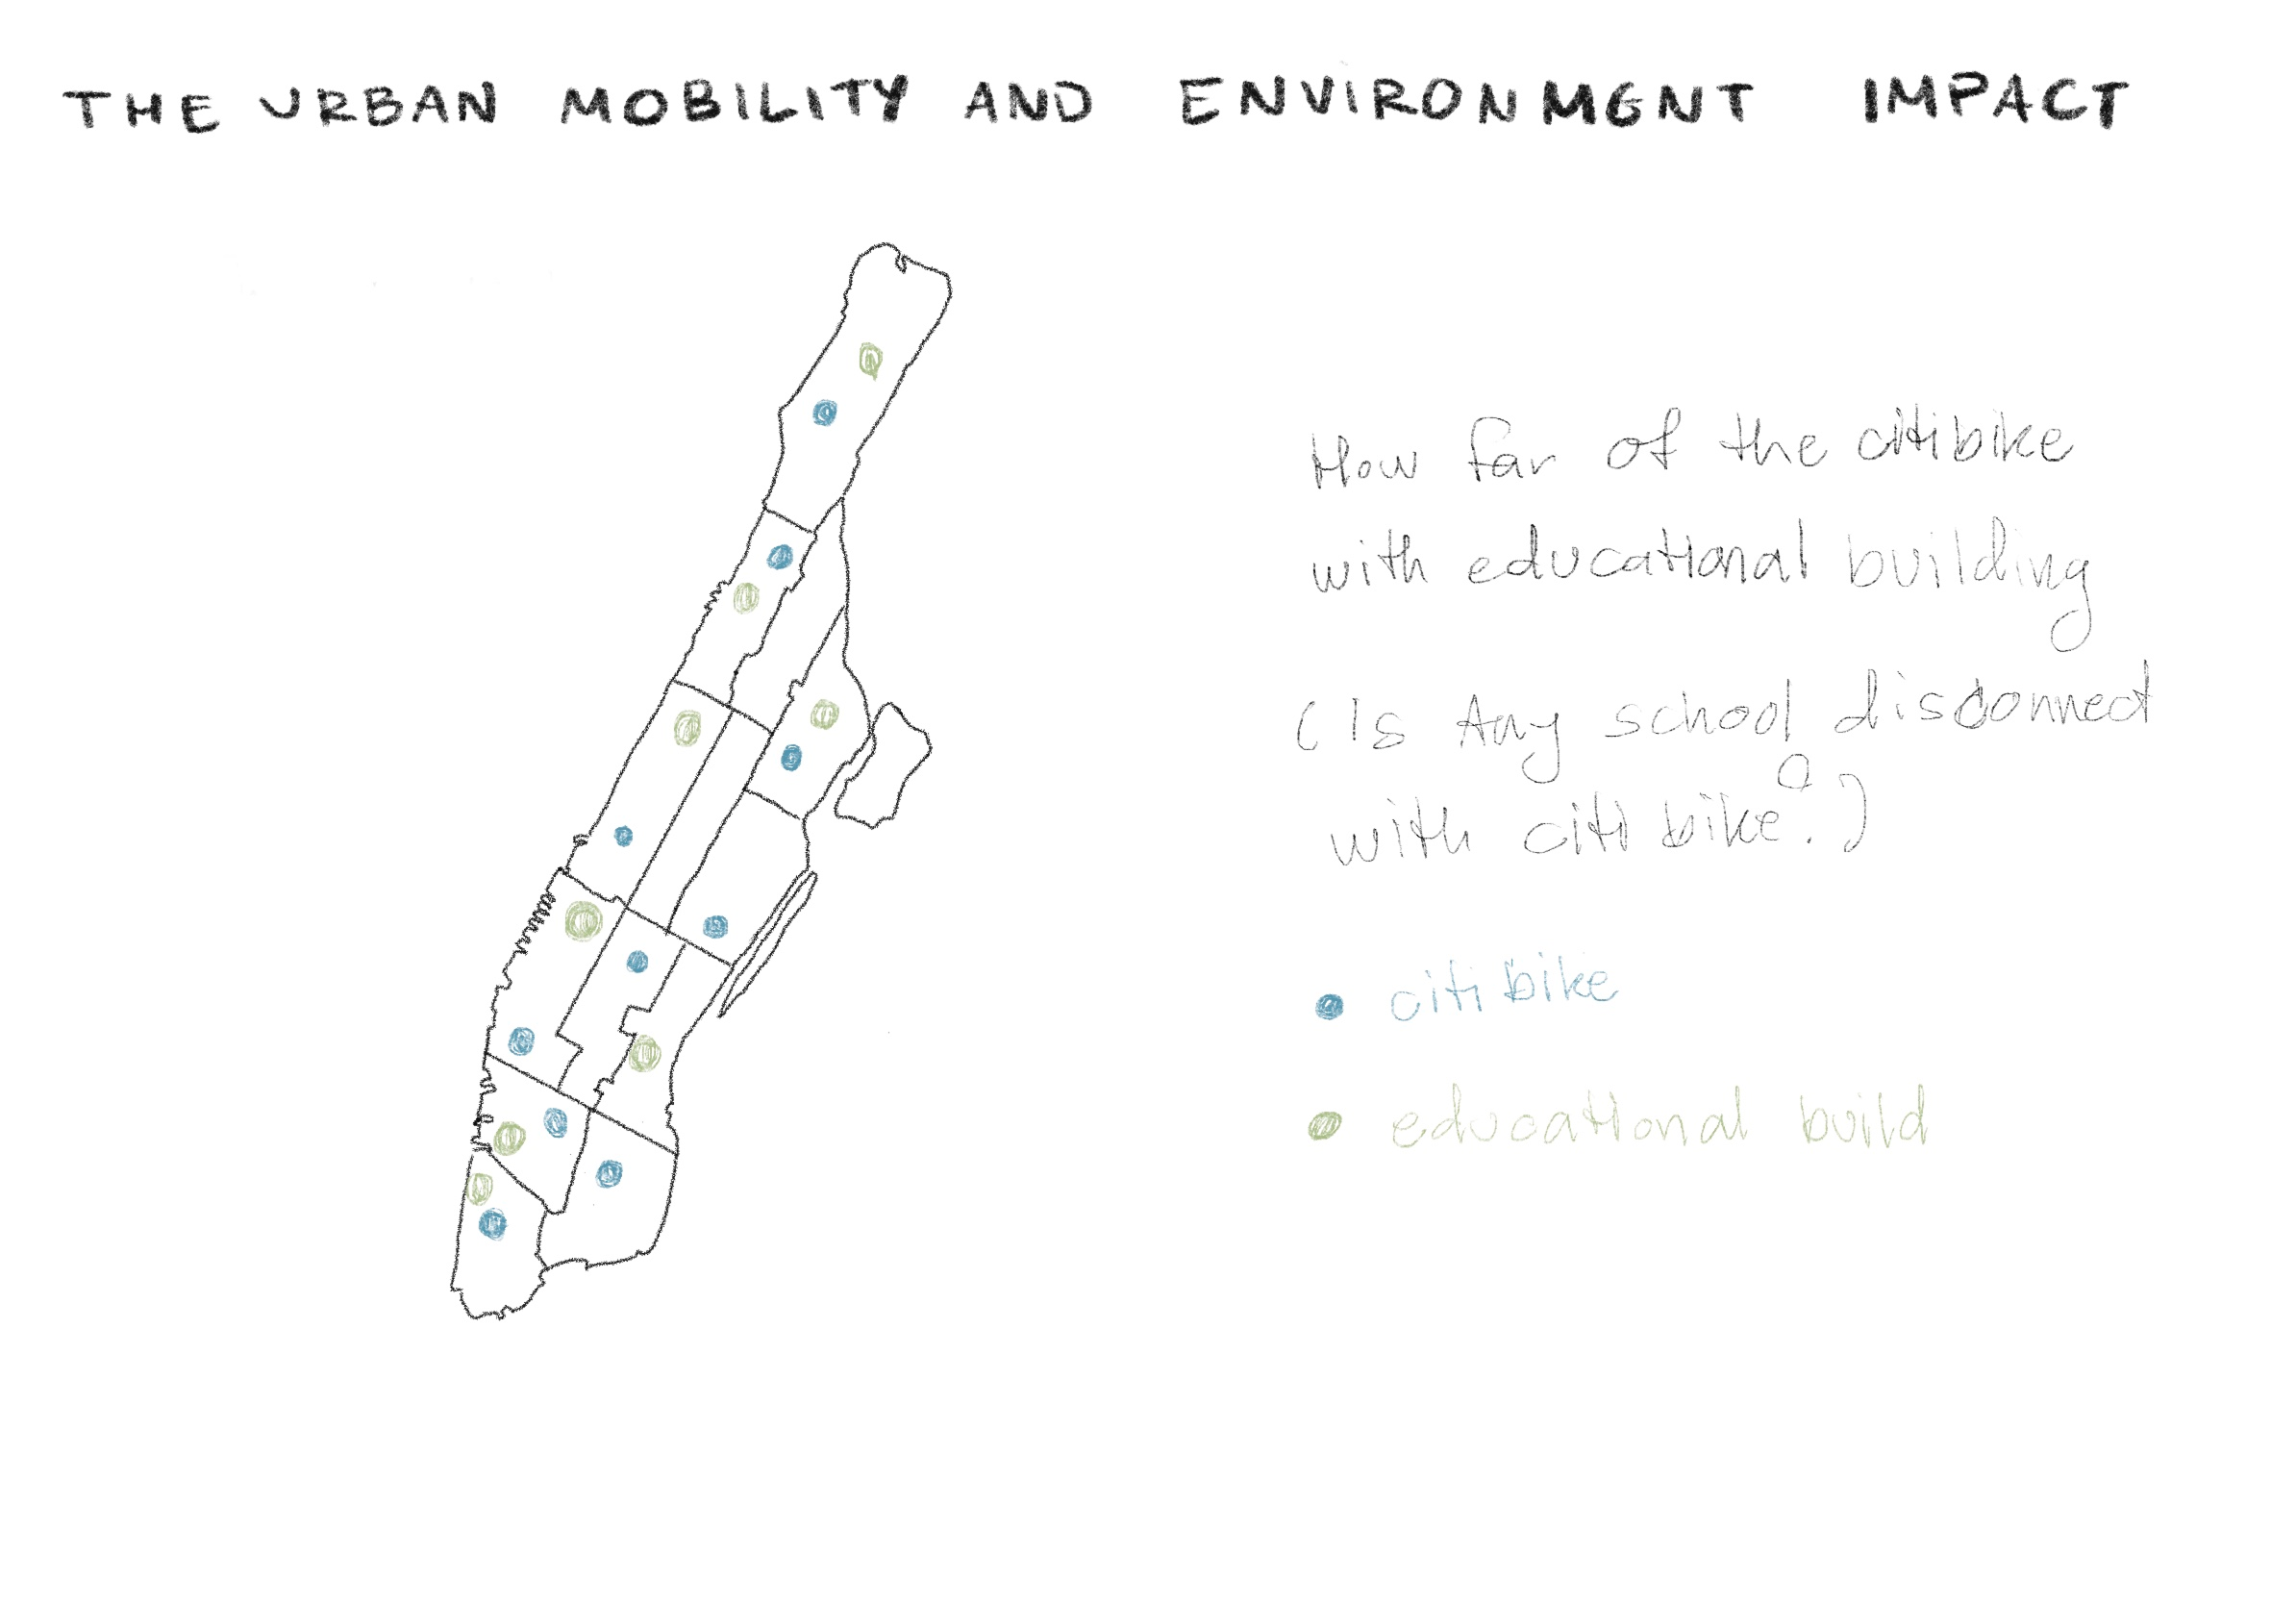 THE URBAN MOBILITY AND ENVIRONMENT IMPACT
How far of the citibike
with educational building
( Is Any school disconnect
with citi bike?)
citi bike
educational build